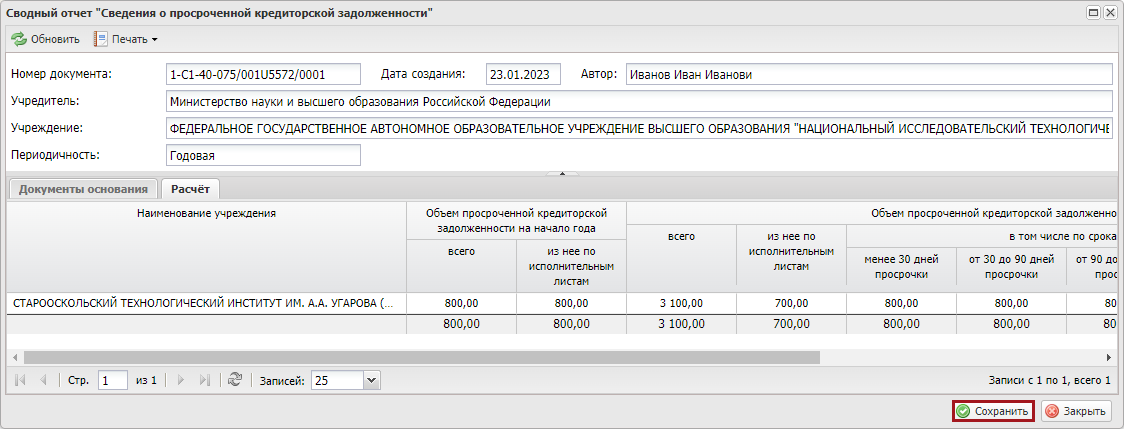 Сводный отчет "Сведения о просроченной кредиторской задолженности"
Обновить Печать
Номер документа: 1-С1-40-075/001U5572/0001 Дата создания: 23.01.2023 Автор: Иванов Иван Иванови
Учредитель: Министерство науки и высшего образования Российской Федерации
Учреждение: ФЕДЕРАЛЬНОЕ ГОСУДАРСТВЕННОЕ АВТОНОМНОЕ ОБРАЗОВАТЕЛЬНОЕ УЧРЕЖДЕНИЕ ВЫСШЕГО ОБРАЗОВАНИЯ "НАЦИОНАЛЬНЫЙ ИССЛЕДОВАТЕЛЬСКИЙ ТЕХНОЛОГИЧЕ
Периодичность: Годовая
Документы основания Расчёт
Наименование учреждения
Объем просроченной кредиторской
задолженности на начало года
всего
из нее по
исполнительным
листам
Объем просроченной кредиторской задолженно
всего
из нее по
исполнительным
листам
в том числе по срока
менее 30 дней
просрочки
от 30 до 90 дней
просрочки
от 90 до
прос
СТАРООСКОЛЬСКИЙ ТЕХНОЛОГИЧЕСКИЙ ИНСТИТУТ ИМ. А.А. УГАРОВА (... 800,00 800,00 3 100,00 700,00 800,00 800,00 80
800,00 800,00 3 100,00 700,00 800,00 800,00 80
Стр. 1 из 1 Записей: 25 Записи с 1 по 1, всего 1
Сохранить Закрыть